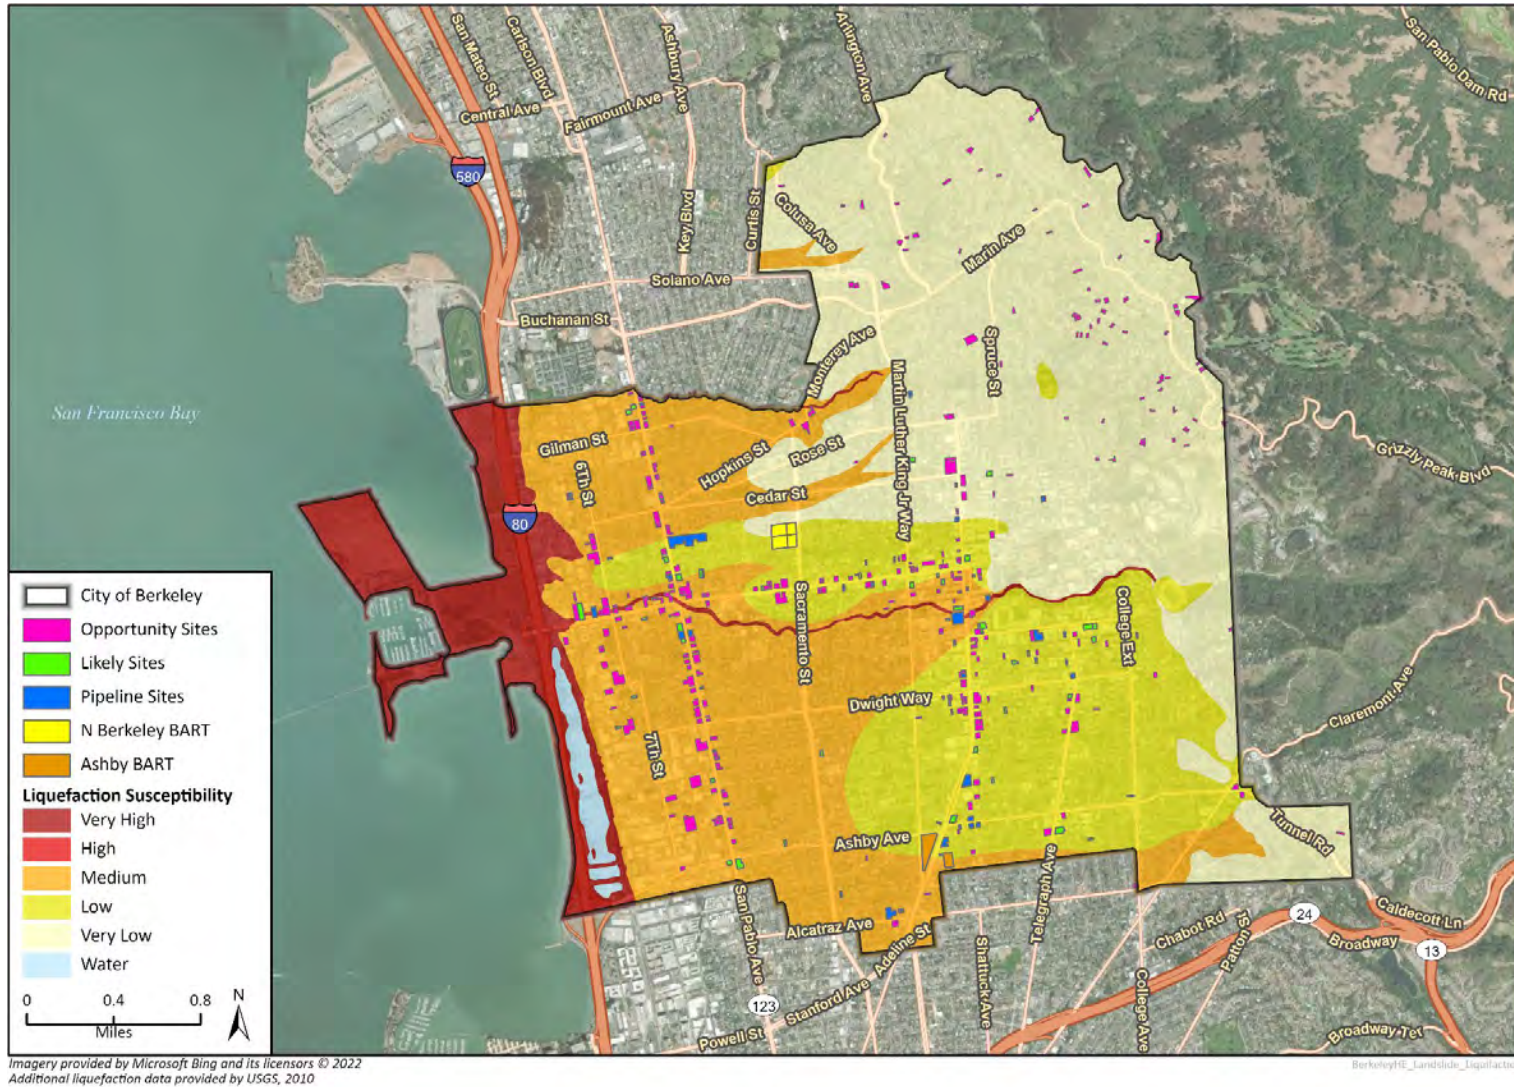 San Pablo Dam Rd
Arlington Ave
Ashbury Ave
Carlson Blvd
San Mateo St
Central Ave
Fairmount Ave
580
Key Blvd
Curtis St
Colusa Ave
Marin Ave
Solano Ave
Buchanan St
Monterey Ave
Spruce St
Martin Luther King Jr Way
San Francisco Bay
Gilman St
Hopkins St
Rose St
6Th St
Cedar St
Grizzly Peak Blvd
80
Sacramento St
College Ext
Claremont Ave
Dwight Way
7Th St
Ashby Ave
Tunnel Rd
San Pablo Ave
Alcatraz Ave
Adeline St
Telegraph Ave
Shattuck Ave
Stanford Ave
Powell St
123
College Ave
Chabot Rd
Patton St
24
Broadway
Caldecott Ln
13
Broadway Ter
City of Berkeley
Opportunity Sites
Likely Sites
Pipeline Sites
N Berkeley BART
Ashby BART
Liquefaction Susceptibility
Very High
High
Medium
Low
Very Low
Water
0 0.4 0.8
Miles
N
Imagery provided by Microsoft Bing and its licensors © 2022
Additional liquefaction data provided by USGS, 2010